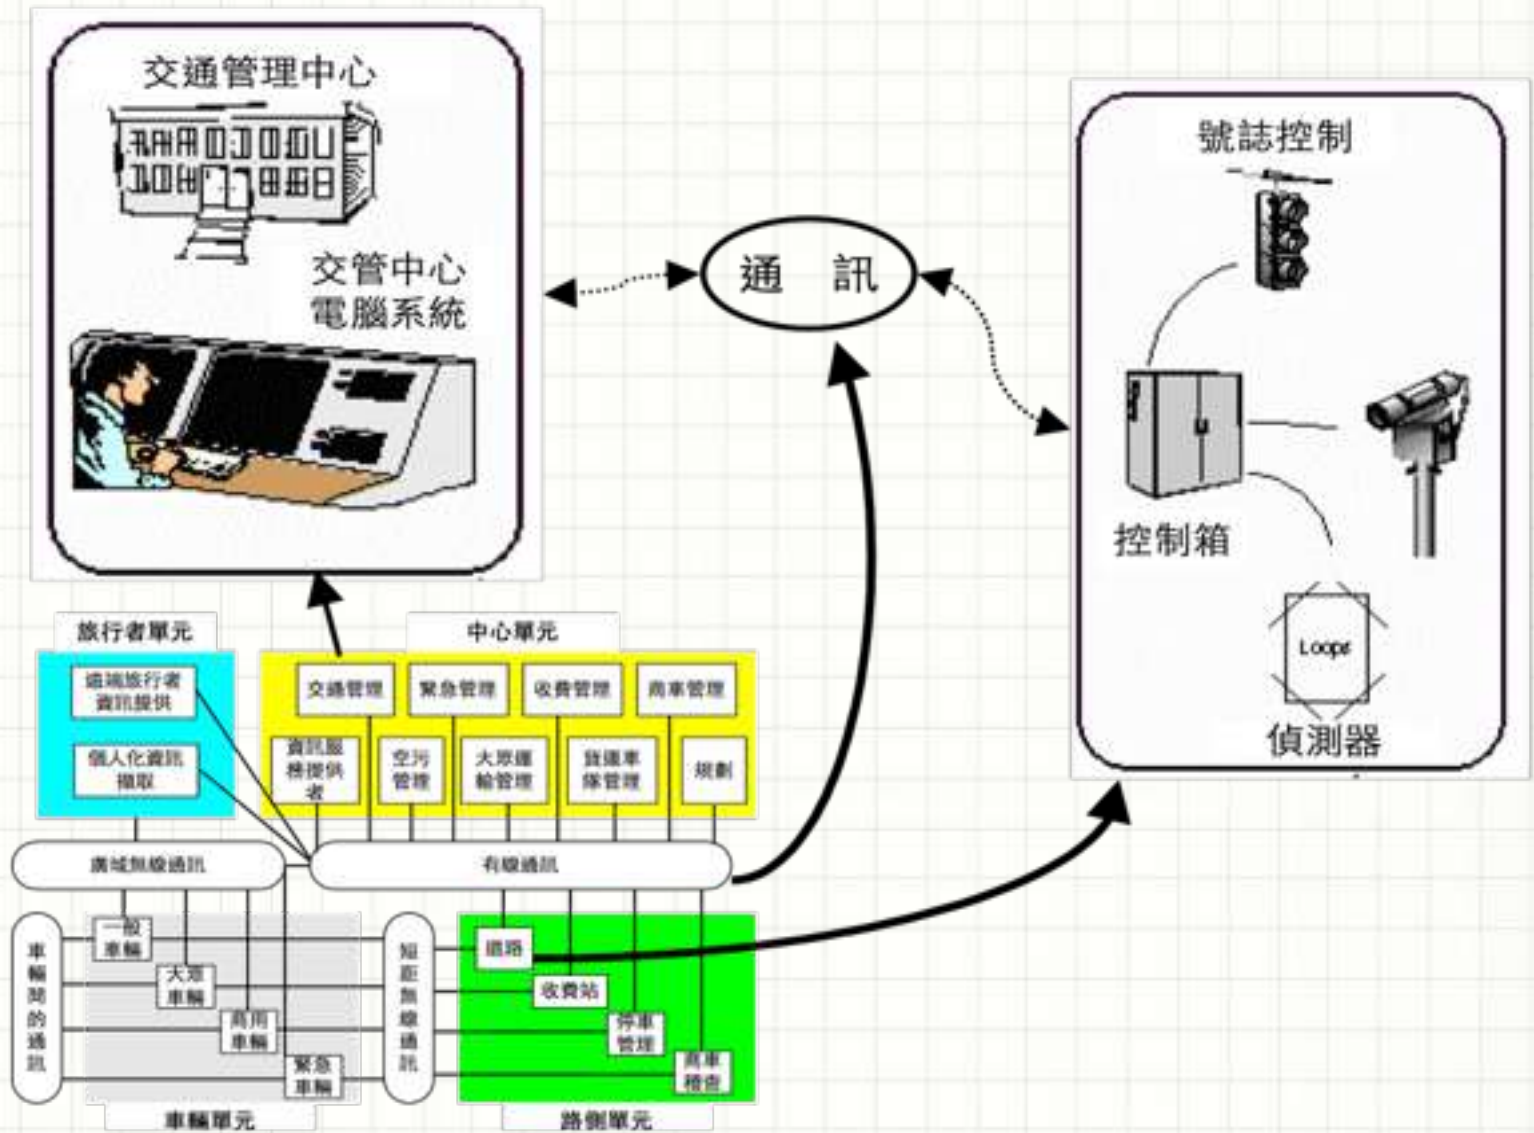 交通管理中心
交管中心
電腦系統
通 訊
號誌控制
控制箱
Loops
偵測器
旅行者單元
中心單元
遠端旅行者
資訊提供
個人化資訊
擷取
交通管理
緊急管理
收費管理
商車管理
資訊服
務提供
者
空污
管理
大眾運
輸管理
貨運車
隊管理
規劃
廣域無線通訊
有線通訊
車輛間的通訊
一般
車輛
大眾
車輛
商用
車輛
緊急
車輛
短距無線通訊
道路
收費站
停車
管理
商車
稽查
車輛單元
路側單元